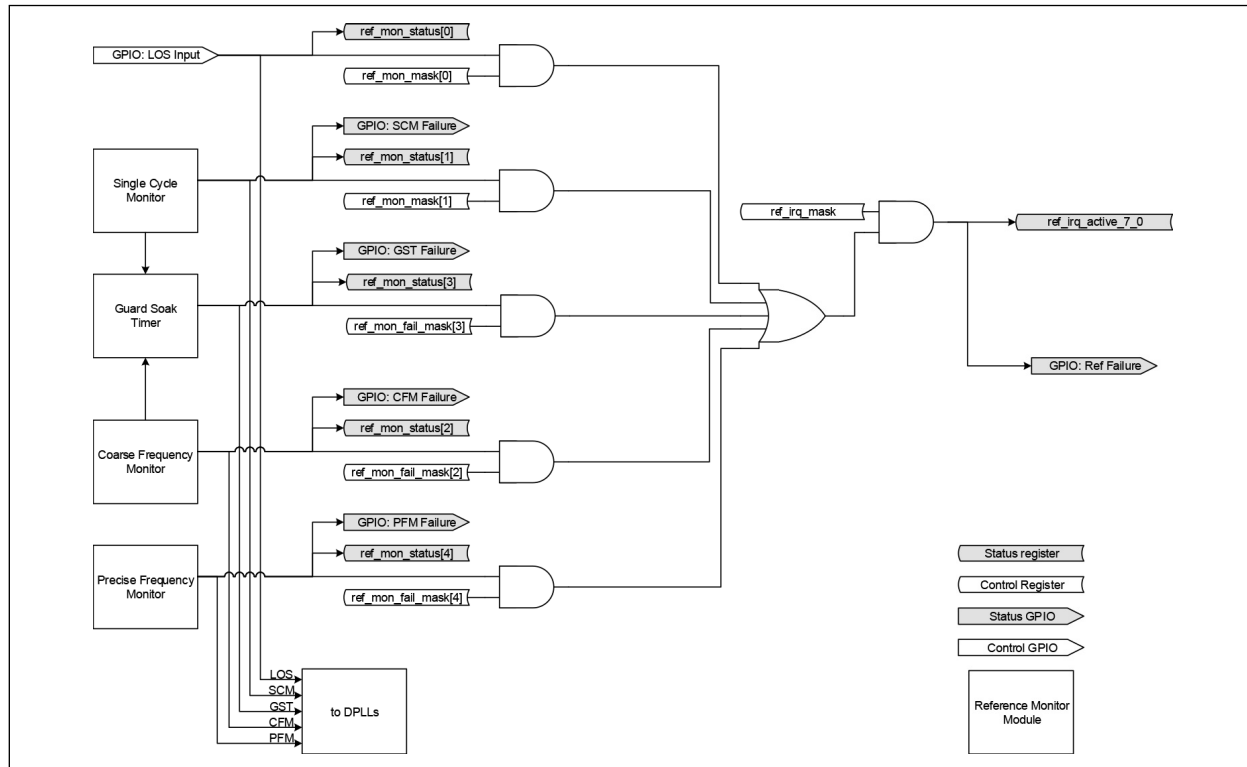 ref_mon_status[0]
GPIO: LOS Input
ref_mon_mask[0]
GPIO: SCM Failure
ref_mon_status[1]
Single Cycle
Monitor
ref_mon_mask[1]
ref_irq_mask
ref_irq_active_7_0
GPIO: GST Failure
ref_mon_status[3]
Guard Soak
Timer
ref_mon_fail_mask[3]
GPIO: Ref Failure
GPIO: CFM Failure
ref_mon_status[2]
Coarse Frequency
Monitor
ref_mon_fail_mask[2]
GPIO: PFM Failure
ref_mon_status[4]
Precise Frequency
Monitor
ref_mon_fail_mask[4]
Status register
Control Register
Status GPIO
Control GPIO
LOS
SCM
GST
CFM
PFM
to DPLLs
Reference Monitor
Module